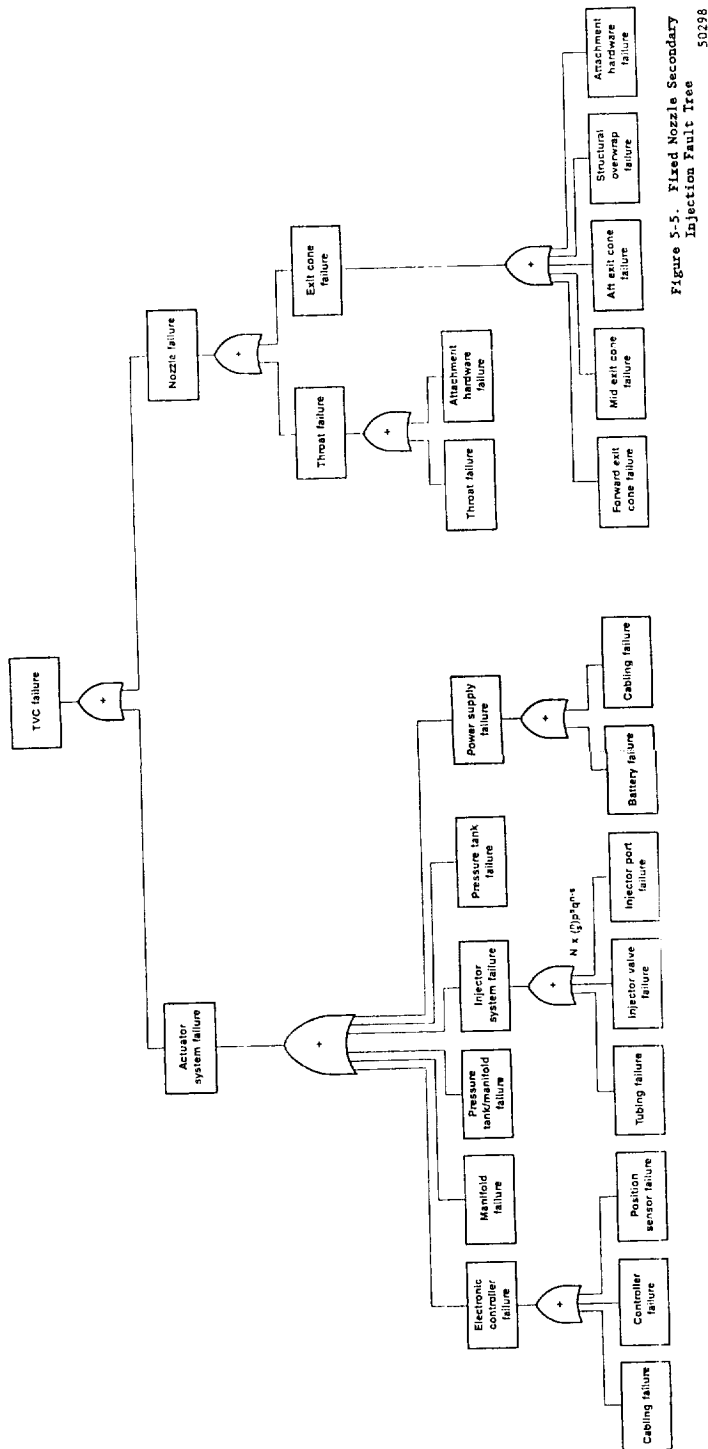 TVC failure
+
Actuator
system failure
Nozzle failure
+
+
Throat failure
Exit cone
failure
+
Throat failure
Attachment
hardware
failure
+
Forward exit
cone failure
Mid exit cone
failure
Aft exit cone
failure
Structural
overwrap
failure
Attachment
hardware
failure
Electronic
controller
failure
Manifold
failure
Pressure
tank/manifold
failure
Injector
system failure
Pressure tank
failure
Power supply
failure
+
Cabling failure
Controller
failure
Position
sensor failure
+
Tubing failure
Injector valve
failure
Injector port
failure
+
Battery failure
Cabling failure
Figure 5-5. Fixed Nozzle Secondary
Injection Fault Tree
50298